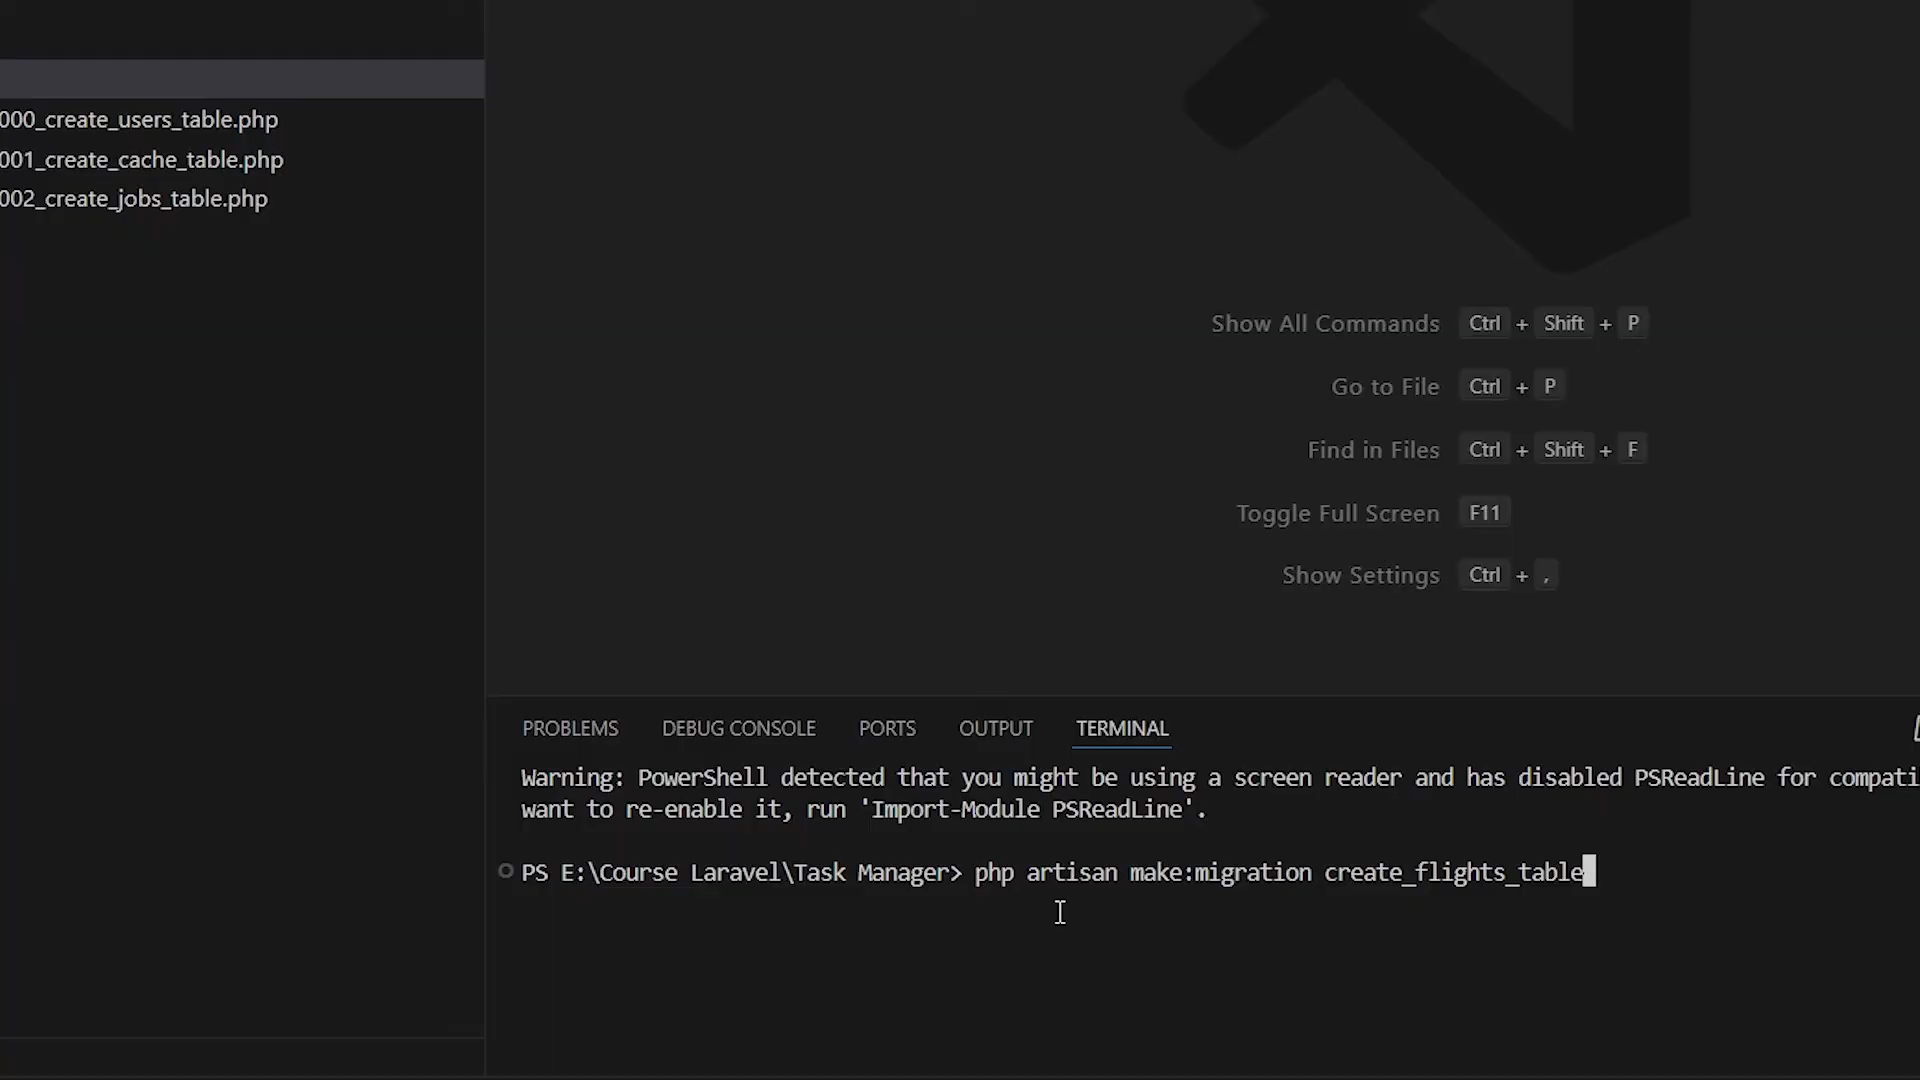 000_create_users_table.php
001_create_cache_table.php
002_create_jobs_table.php
Show All Commands Ctrl + Shift + P
Go to File Ctrl + P
Find in Files Ctrl + Shift + F
Toggle Full Screen F11
Show Settings Ctrl + ,
PROBLEMS DEBUG CONSOLE PORTS OUTPUT TERMINAL
Warning: PowerShell detected that you might be using a screen reader and has disabled PSReadLine for compati
want to re-enable it, run 'Import-Module PSReadLine'.
PS E:\Course Laravel\Task Manager> php artisan make:migration create_flights_table